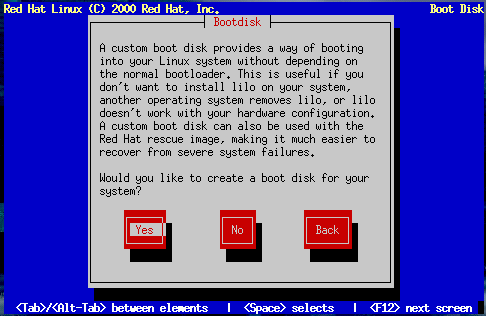 Red Hat Linux (C) 2000 Red Hat, Inc. Boot Disk
Bootdisk
A custom boot disk provides a way of booting
into your Linux system without depending on
the normal bootloader. This is useful if you
don't want to install lilo on your system,
another operating system removes lilo, or lilo
doesn't work with your hardware configuration.
A custom boot disk can also be used with the
Red Hat rescue image, making it much easier to
recover from severe system failures.
Would you like to create a boot disk for your
system?
Yes No Back
<Tab>/<Alt-Tab> between elements | <Space> selects | <F12> next screen